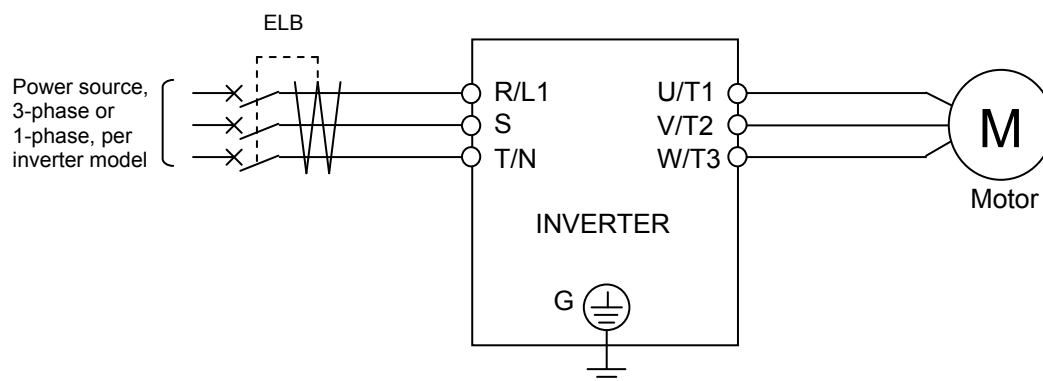 ELB
Power source,
3-phase or
1-phase, per
inverter model
R/L1
S
T/N
U/T1
V/T2
W/T3
INVERTER
G
M
Motor